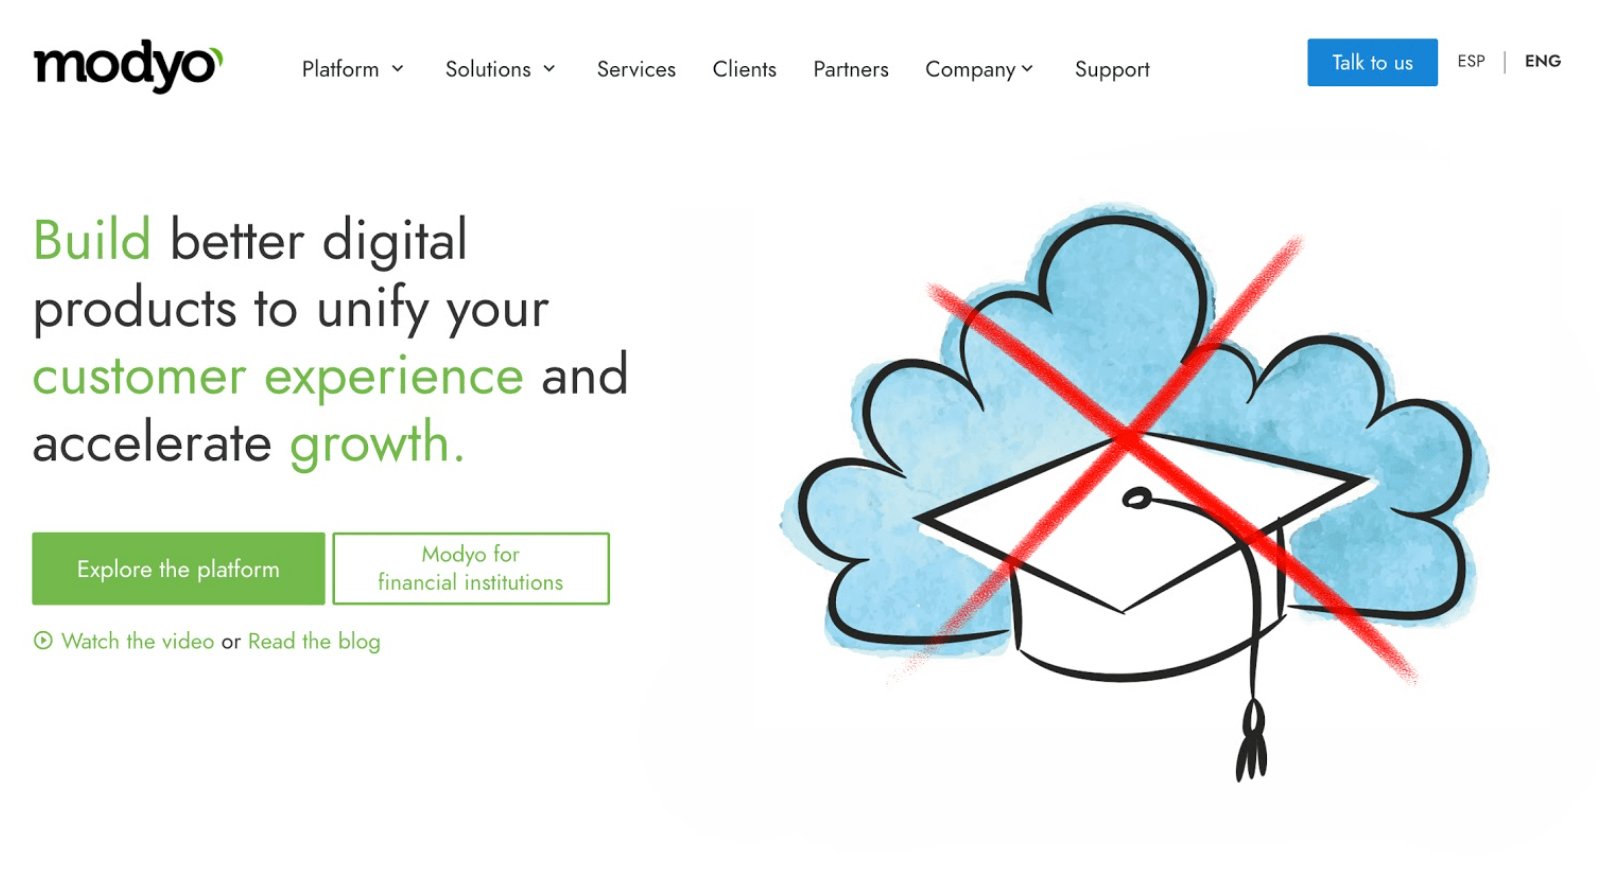 modyo
Platform Solutions Services Clients Partners Company Support
Talk to us
ESP | ENG
Build better digital
products to unify your
customer experience and
accelerate growth.
Explore the platform
Modyo for
financial institutions
Watch the video or Read the blog